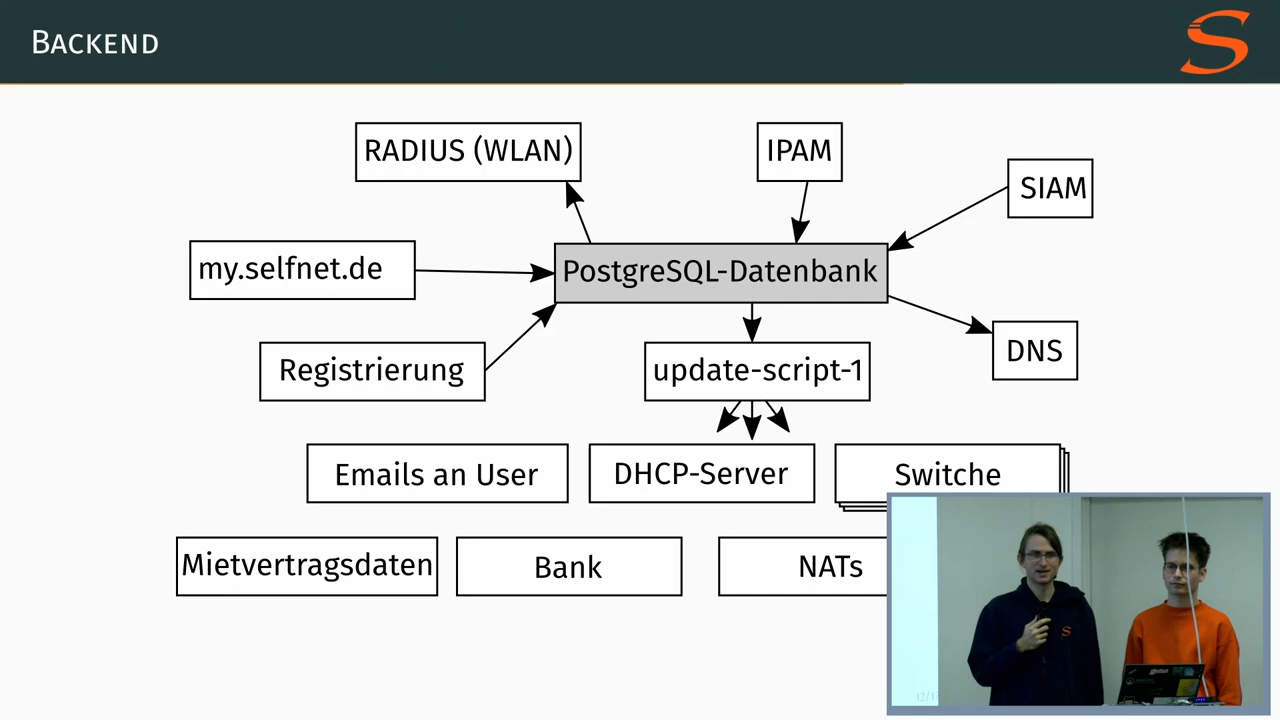 Backend
RADIUS (WLAN)
IPAM
SIAM
my.selfnet.de
PostgreSQL-Datenbank
Registrierung
update-script-1
DNS
Emails an User
DHCP-Server
Switche
Mietvertragsdaten
Bank
NATs